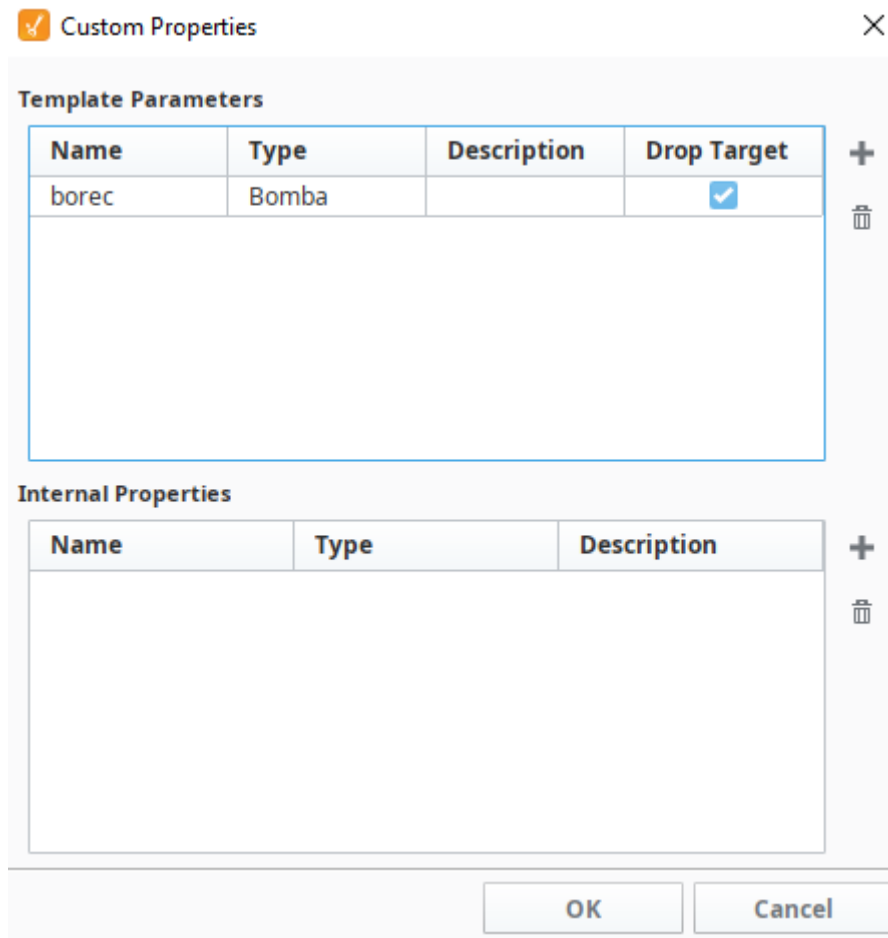 Custom Properties
Template Parameters
Name Type Description Drop Target
borec Bomba
Internal Properties
Name Type Description
OK Cancel